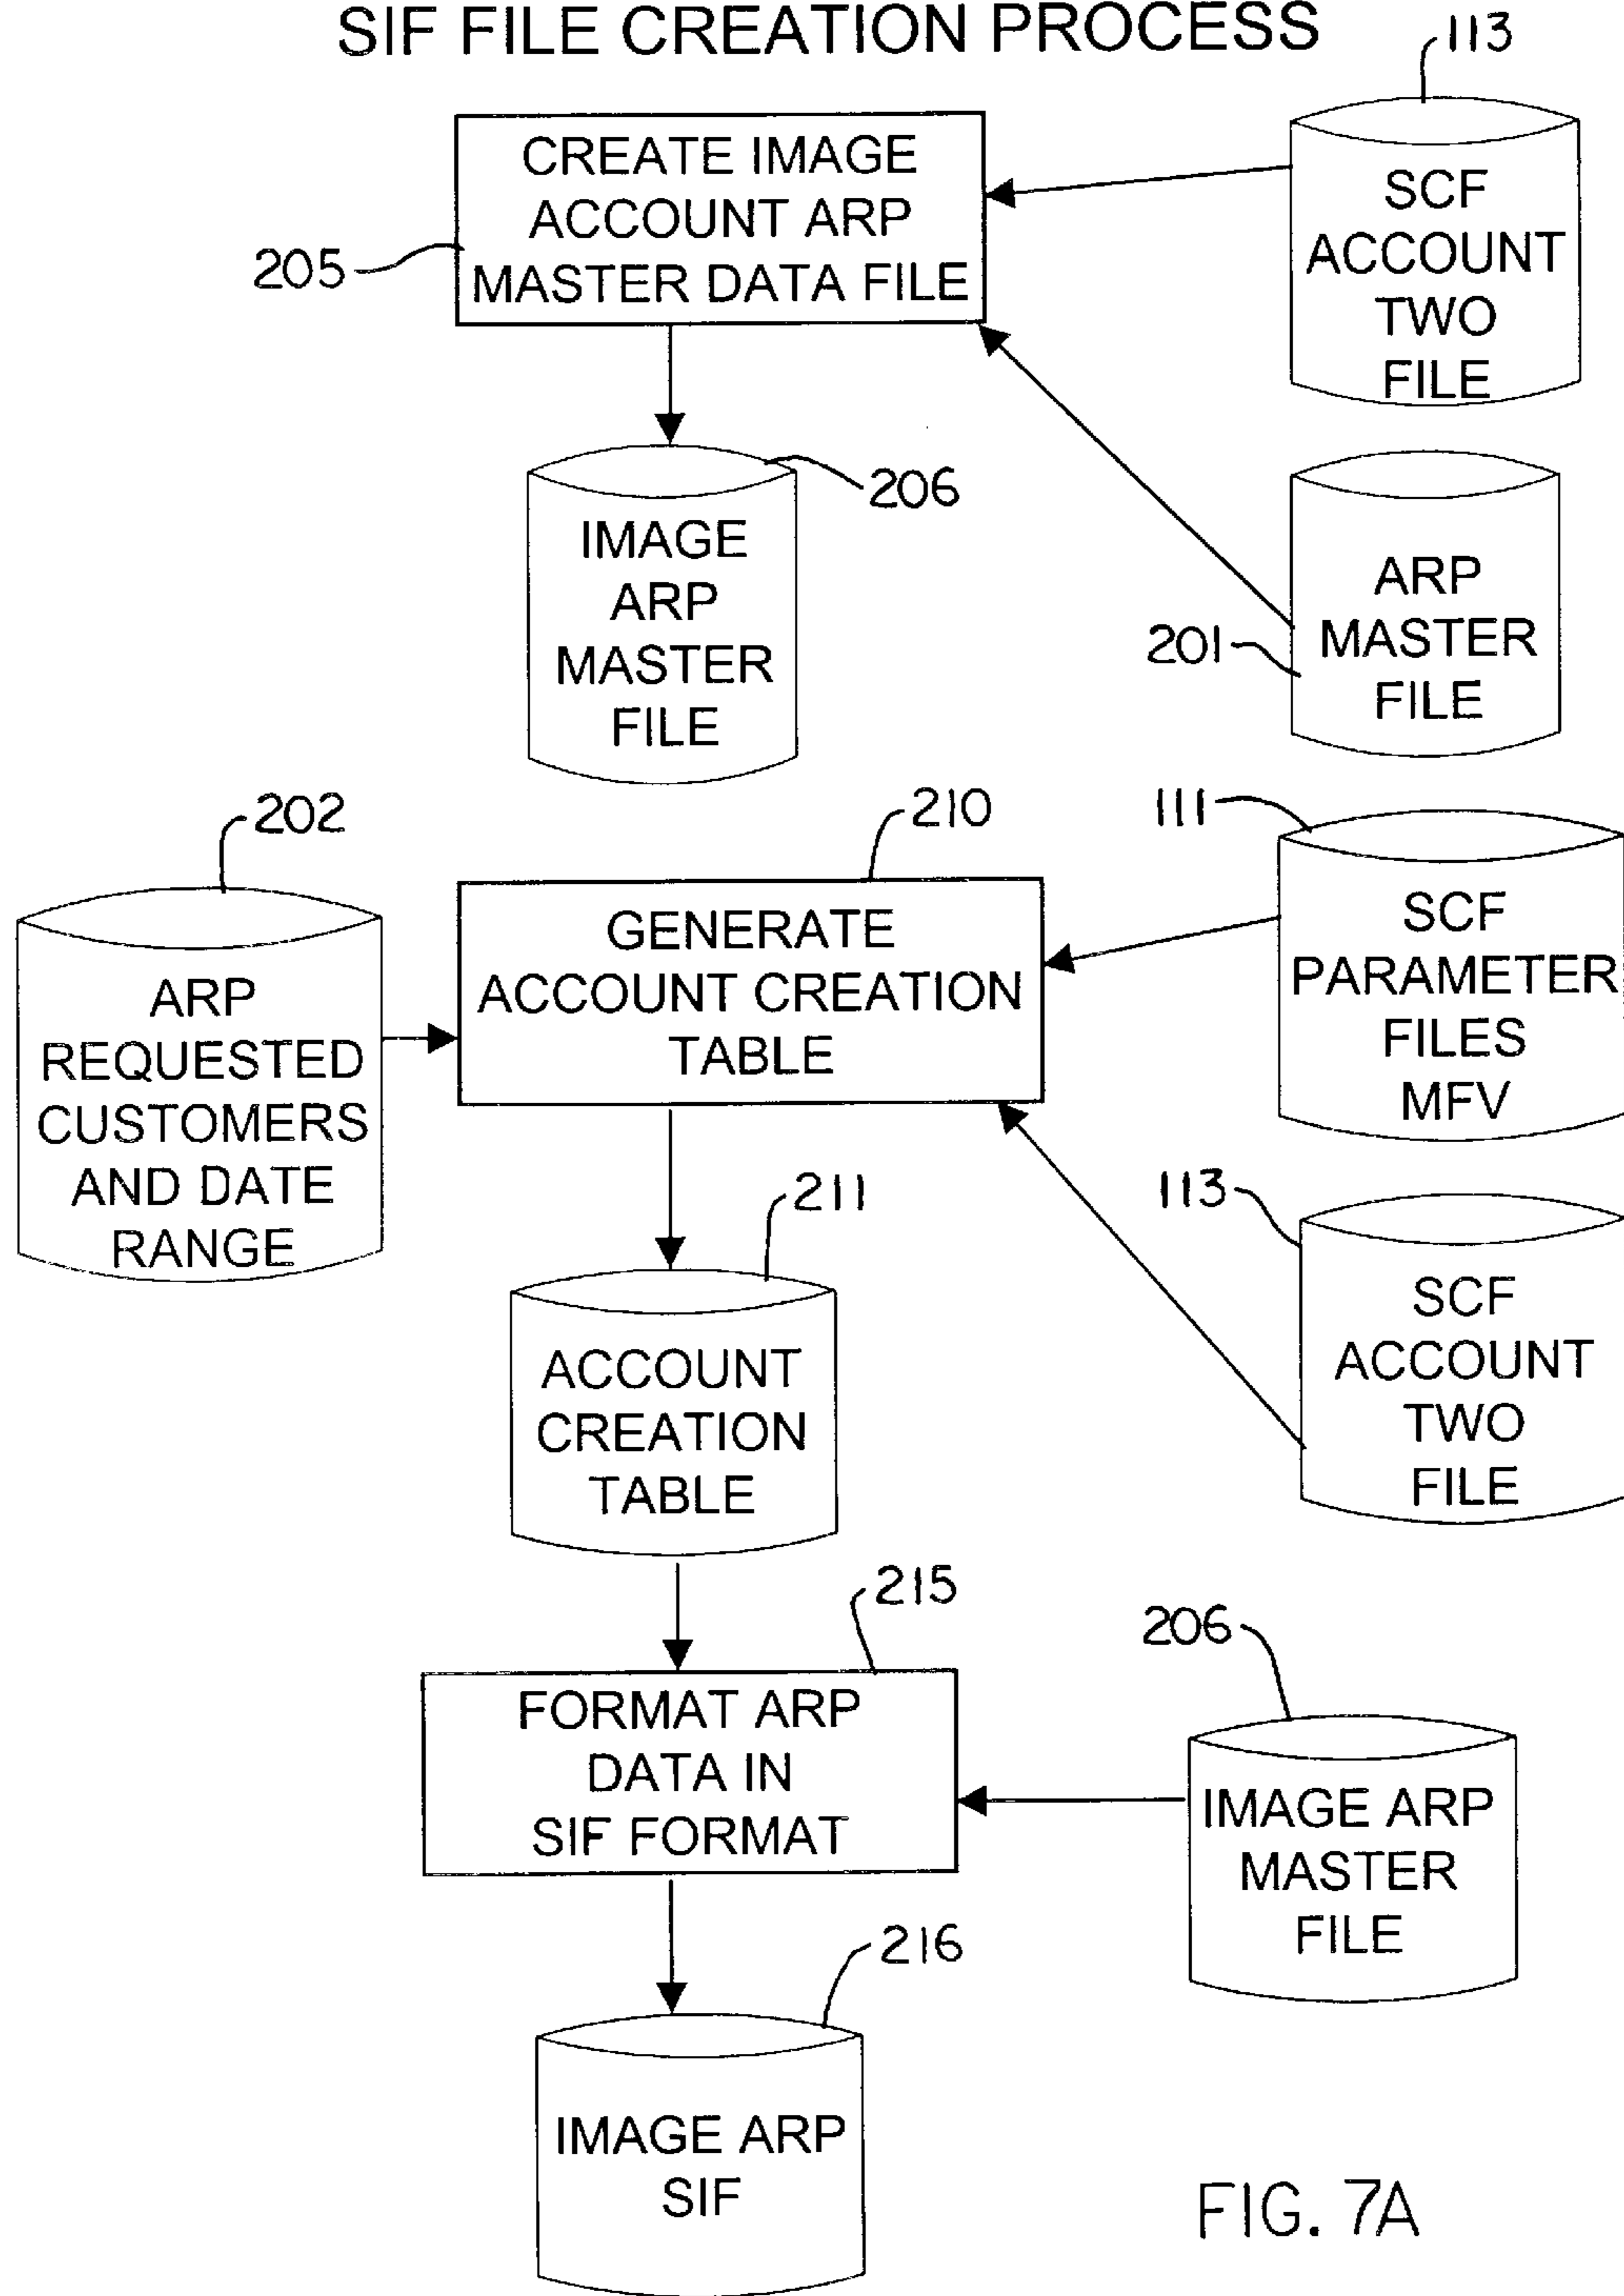 SIF FILE CREATION PROCESS
113
CREATE IMAGE
ACCOUNT ARP
MASTER DATA FILE
205
SCF
ACCOUNT
TWO
FILE
206
IMAGE
ARP
MASTER
FILE
ARP
MASTER
FILE
201
202
210
111
ARP
REQUESTED
CUSTOMERS
AND DATE
RANGE
GENERATE
ACCOUNT CREATION
TABLE
SCF
PARAMETER
FILES
MFV
211
113
ACCOUNT
CREATION
TABLE
SCF
ACCOUNT
TWO
FILE
215
206
FORMAT ARP
DATA IN
SIF FORMAT
IMAGE ARP
MASTER
FILE
216
IMAGE ARP
SIF
FIG. 7A